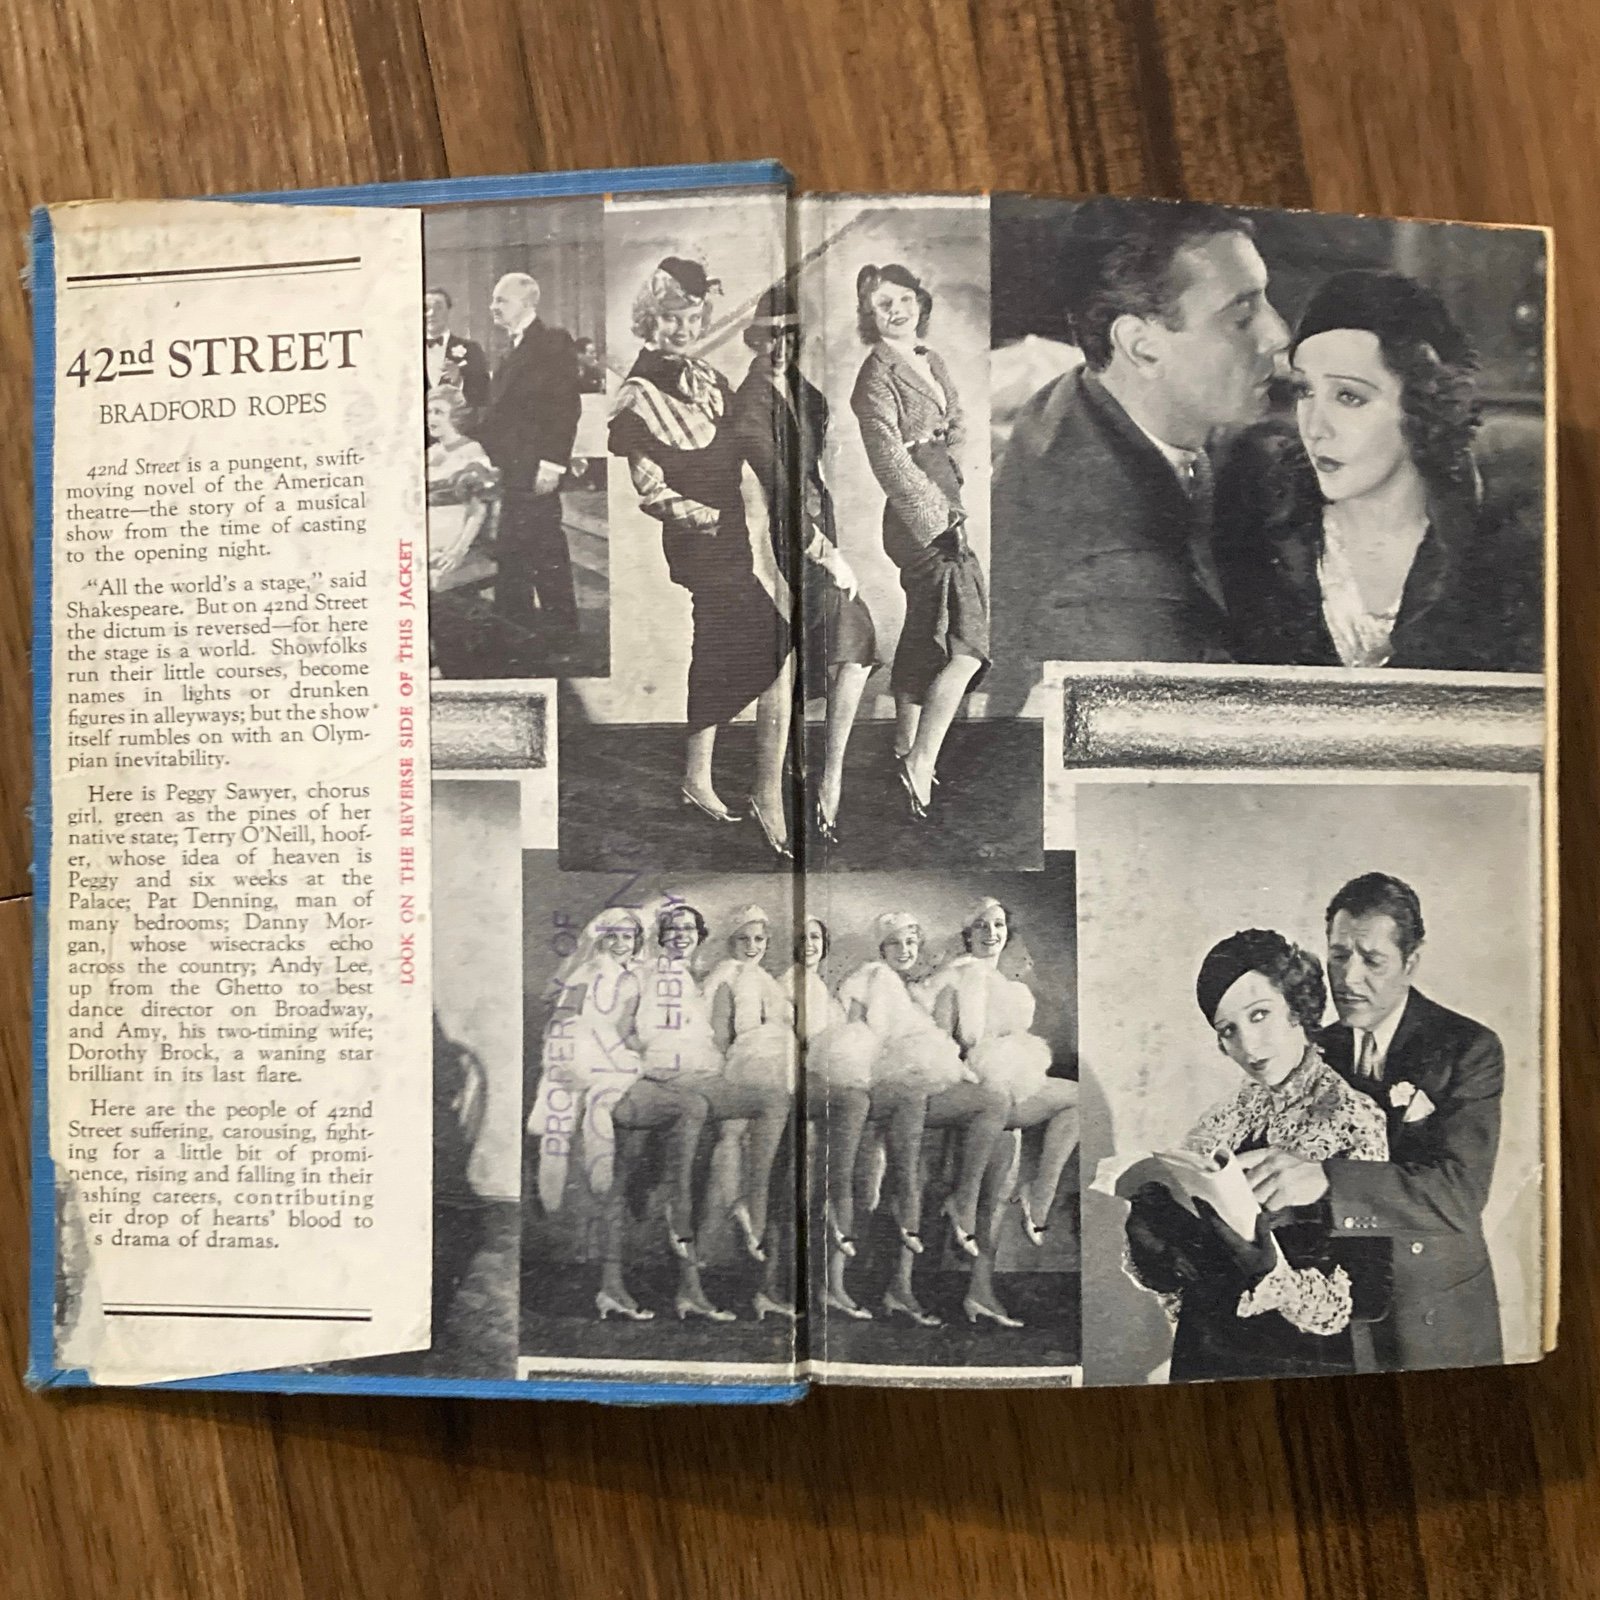 42nd STREET
BRADFORD ROPES
42nd Street is a pungent, swift-
moving novel of the American
theatre—the story of a musical
show from the time of casting
to the opening night.
“All the world’s a stage,” said
Shakespeare. But on 42nd Street
the dictum is reversed—for here
the stage is a world. Showfolks
run their little courses, become
names in lights or drunken
figures in alleyways; but the show
itself rumbles on with an Olym-
pian inevitability.
Here is Peggy Sawyer, chorus
girl, green as the pines of her
native state; Terry O’Neill, hoof-
er, whose idea of heaven is
Peggy and six weeks at the
Palace; Pat Denning, man of
many bedrooms; Danny Mor-
gan, whose wisecracks echo
across the country; Andy Lee,
up from the Ghetto to best
dance director on Broadway,
and Amy, his two-timing wife;
Dorothy Brock, a waning star
brilliant in its last flare.
Here are the people of 42nd
Street suffering, carousing, fight-
ing for a little bit of promi-
nence, rising and falling in their
ashing careers, contributing
eir drop of hearts’ blood to
s drama of dramas.
LOOK ON THE REVERSE SIDE OF THIS JACKET
PROPERTY OF
LIBRARY